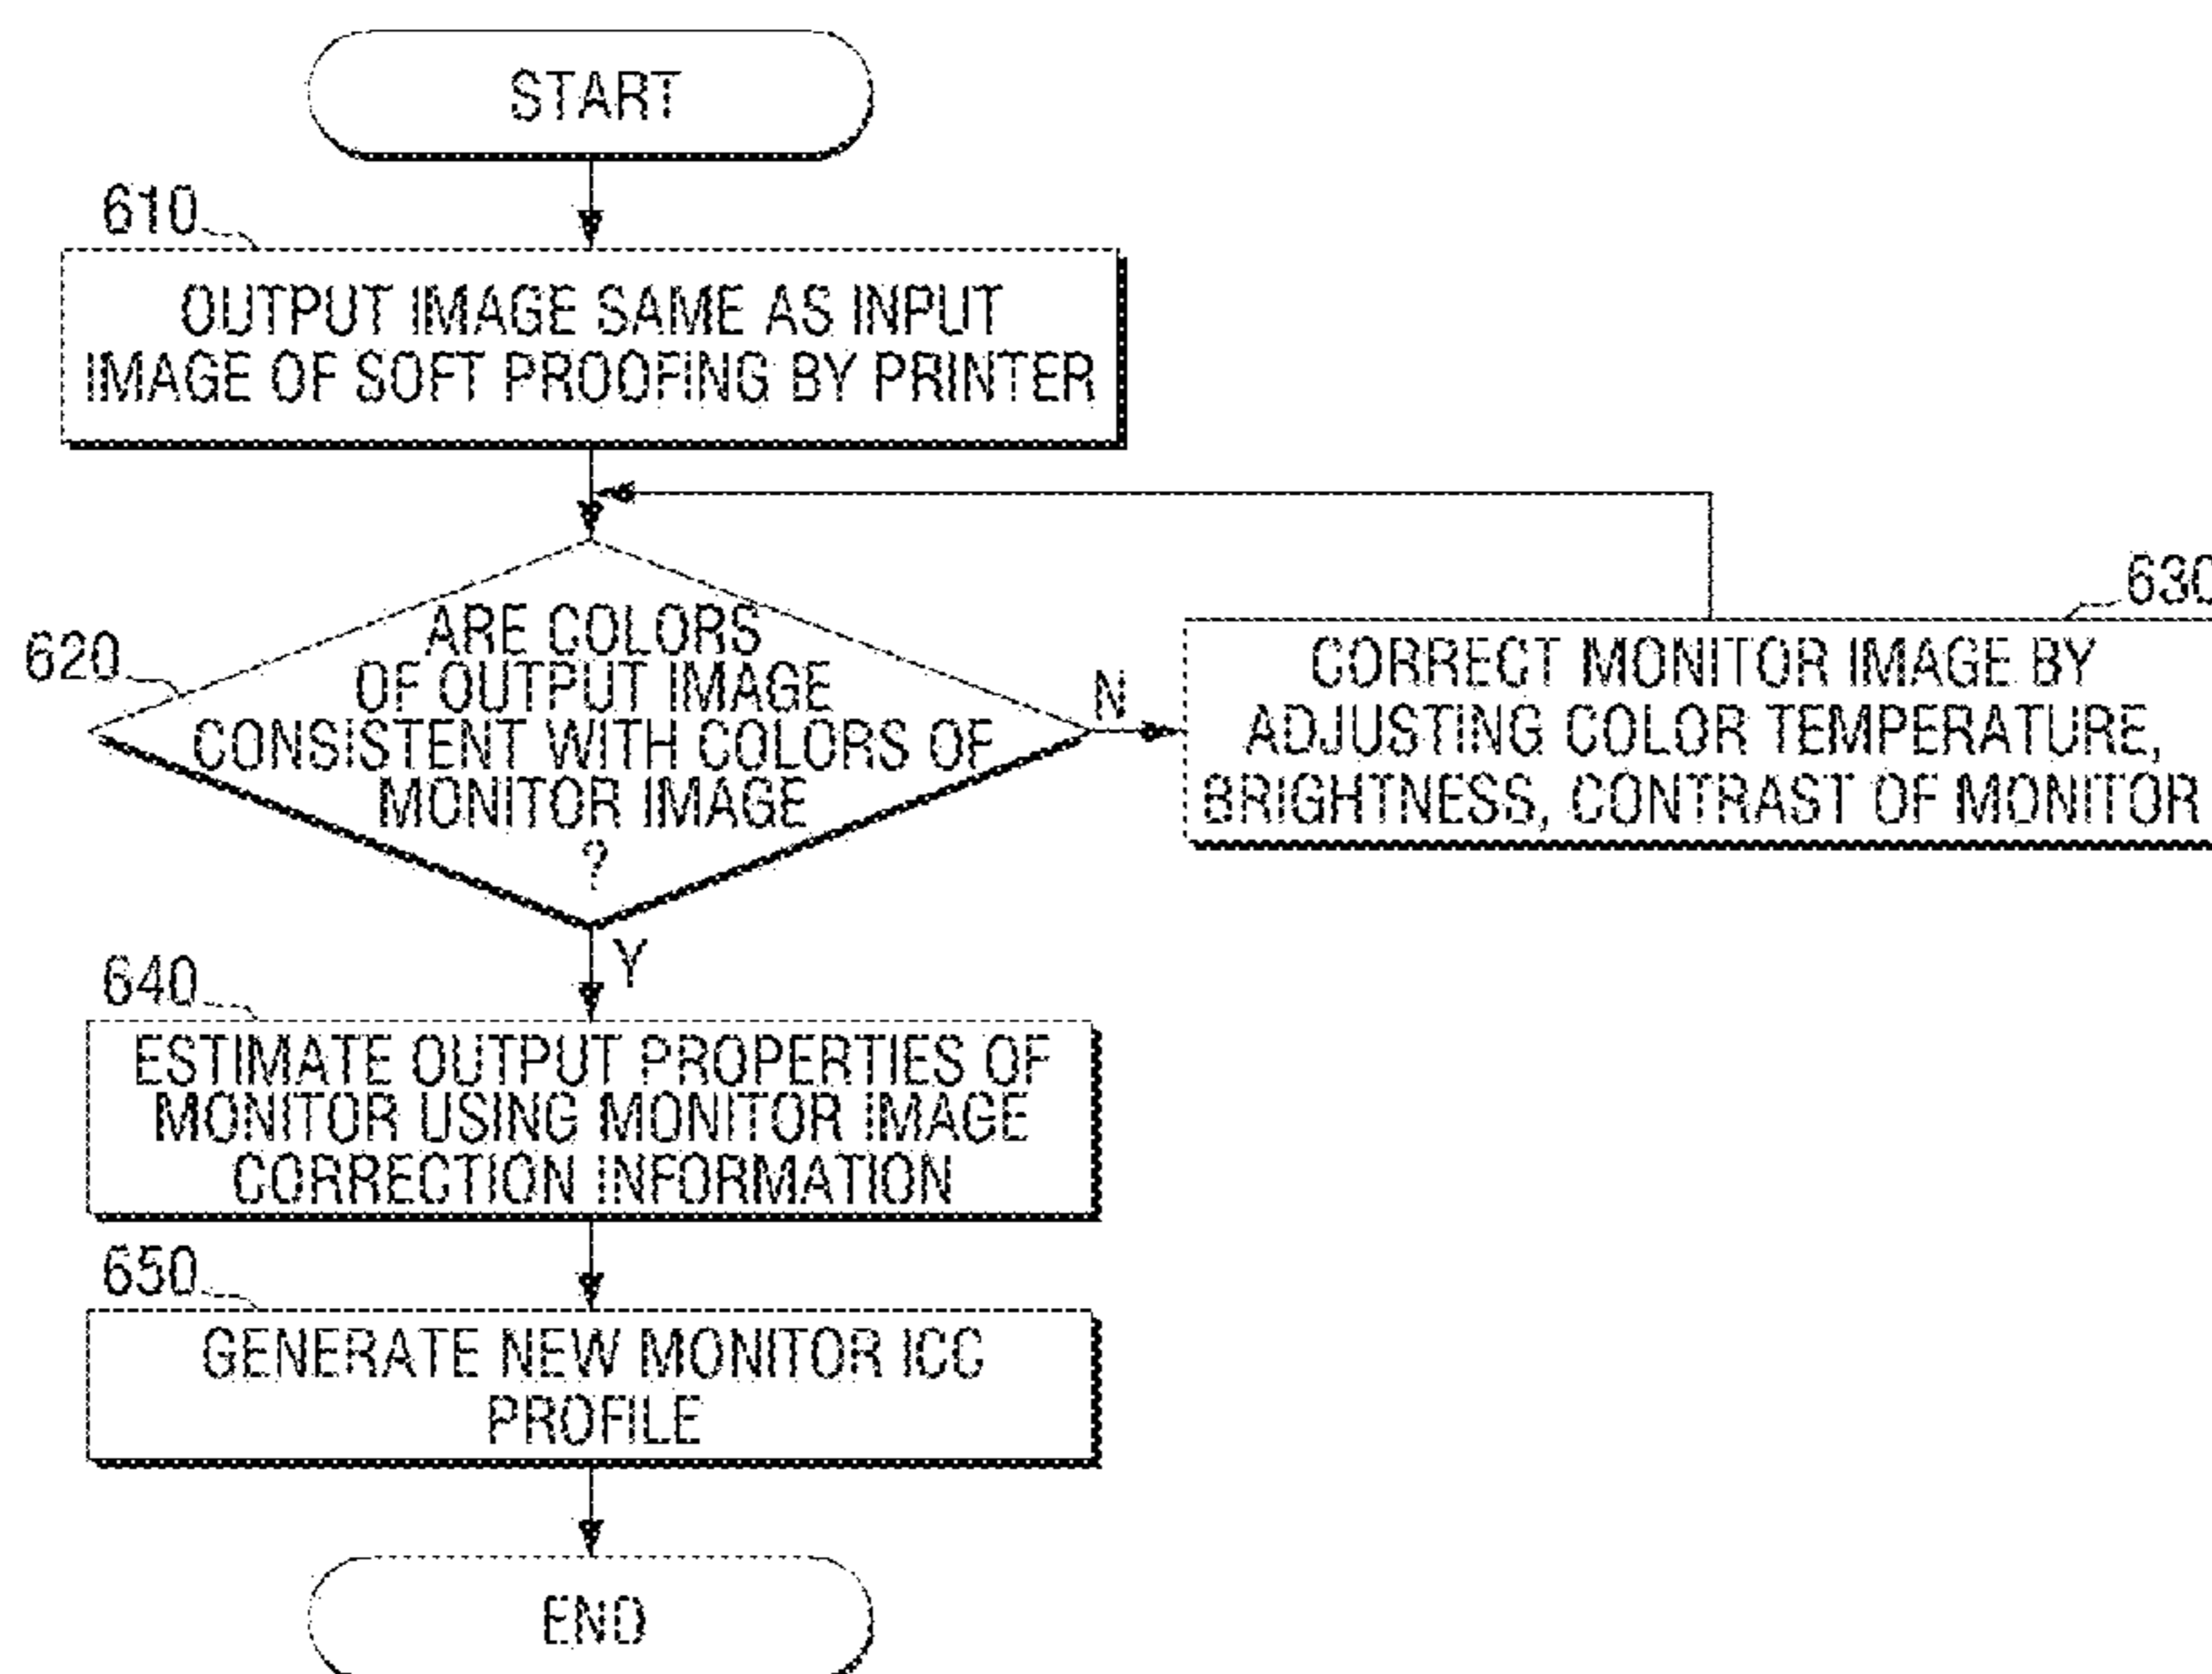 START
610
OUTPUT IMAGE SAME AS INPUT
IMAGE OF SOFT PROOFING BY PRINTER
620
ARE COLORS
OF OUTPUT IMAGE
CONSISTENT WITH COLORS OF
MONITOR IMAGE
?
N
630
CORRECT MONITOR IMAGE BY
ADJUSTING COLOR TEMPERATURE,
BRIGHTNESS, CONTRAST OF MONITOR
Y
640
ESTIMATE OUTPUT PROPERTIES OF
MONITOR USING MONITOR IMAGE
CORRECTION INFORMATION
650
GENERATE NEW MONITOR ICC
PROFILE
END